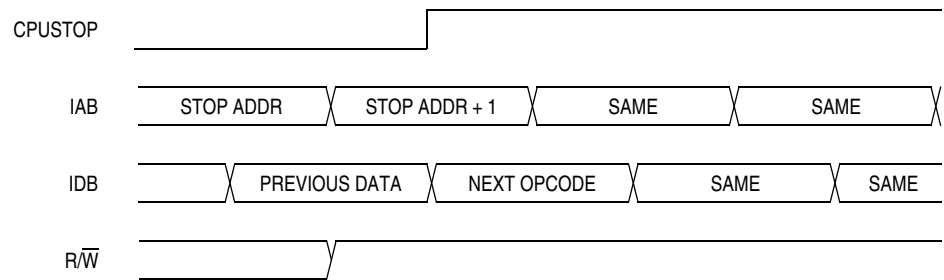 CPUSTOP
IAB STOP ADDR STOP ADDR + 1 SAME SAME
IDB PREVIOUS DATA NEXT OPCODE SAME SAME
R/W̅